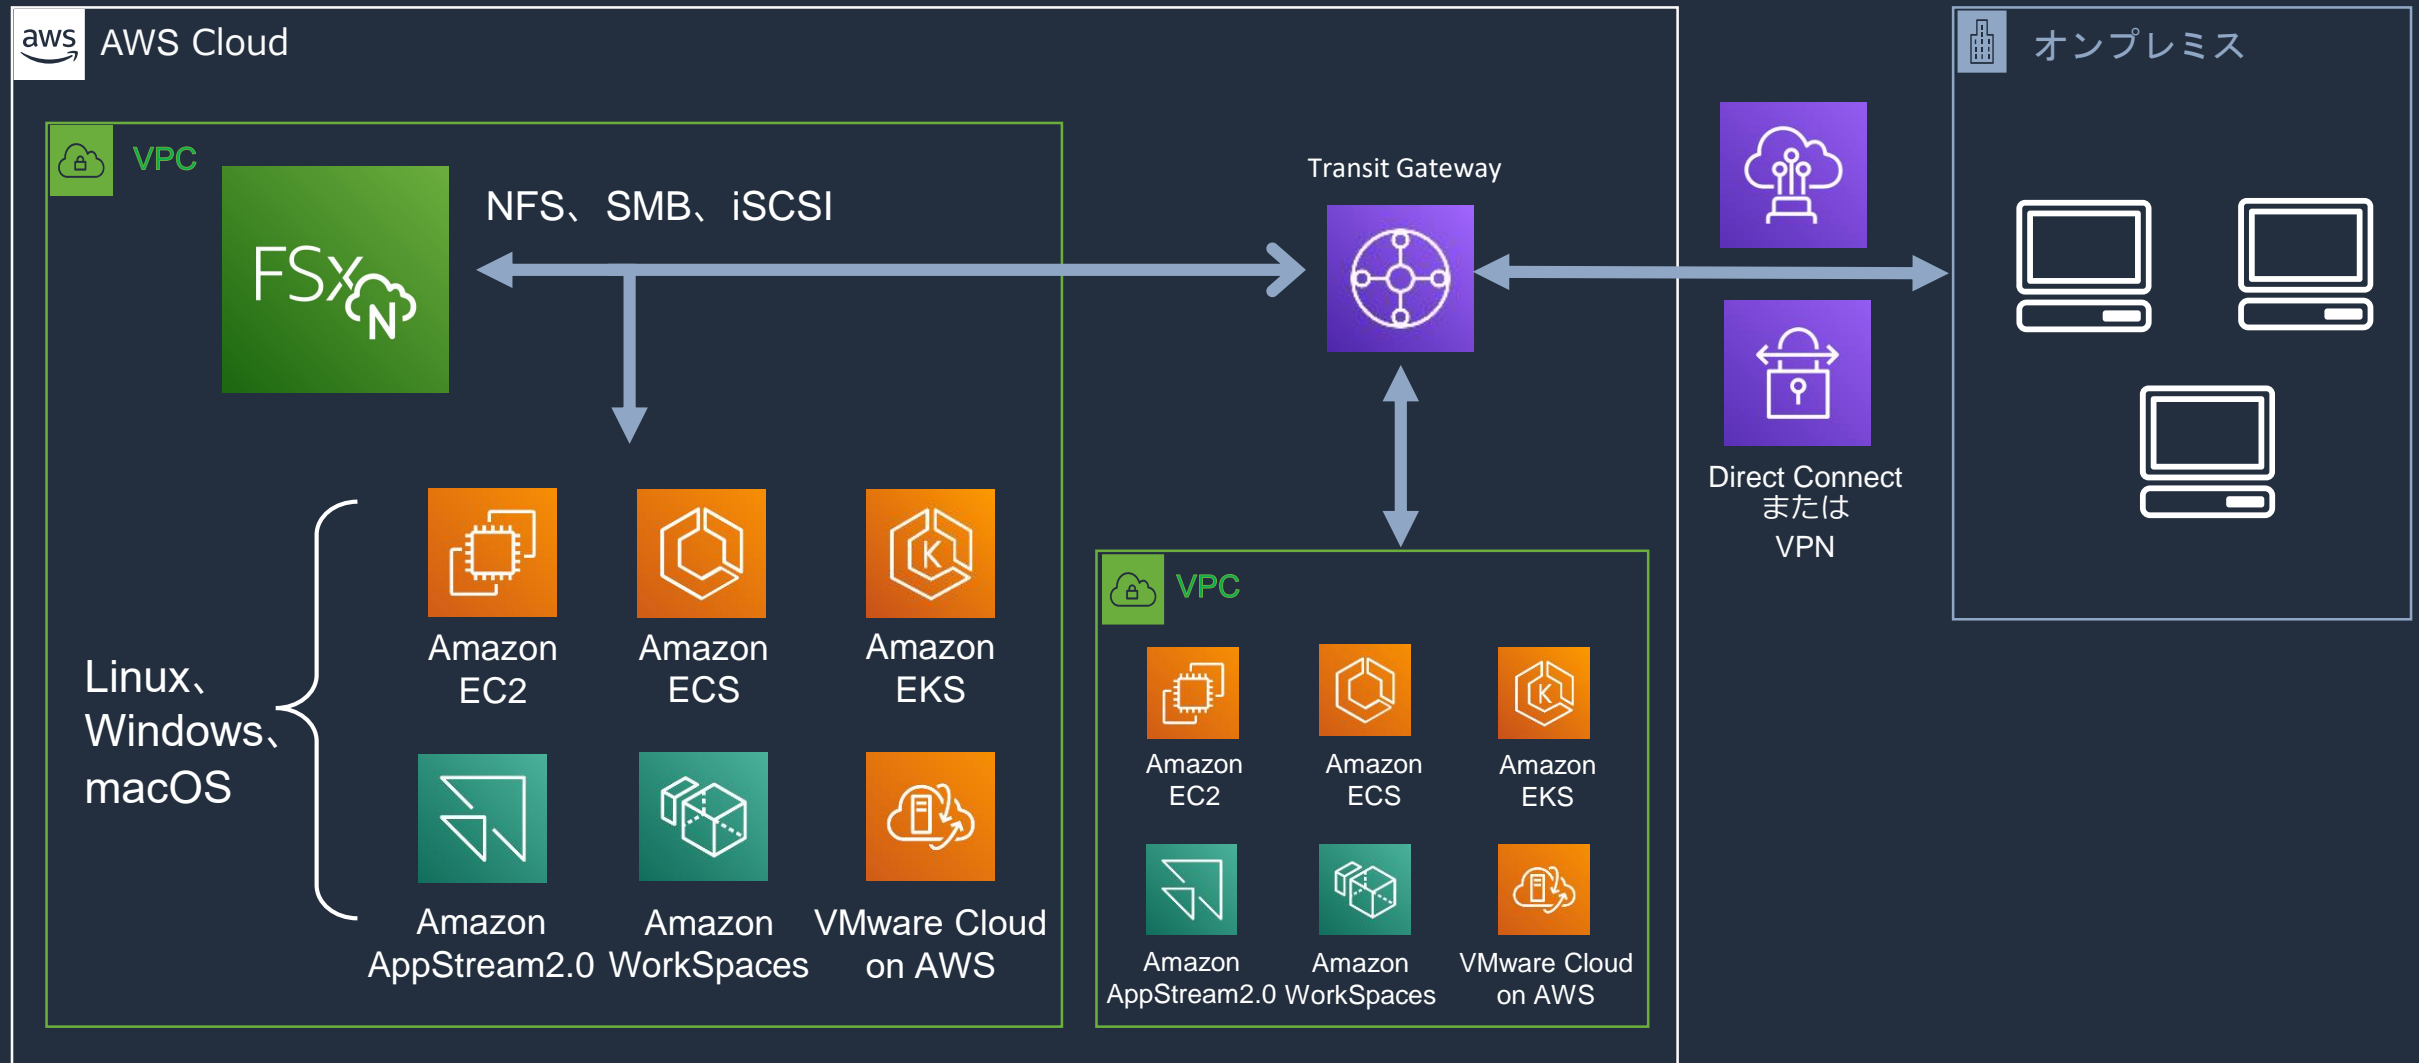 aws
AWS Cloud
オンプレミス
VPC
FSx
N
NFS、SMB、iSCSI
Transit Gateway
Direct Connect
または
VPN
Linux、
Windows、
macOS
Amazon
EC2
Amazon
ECS
K
Amazon
EKS
Amazon
AppStream2.0
Amazon
WorkSpaces
VMware Cloud
on AWS
VPC
Amazon
EC2
Amazon
ECS
K
Amazon
EKS
Amazon
AppStream2.0
Amazon
WorkSpaces
VMware Cloud
on AWS